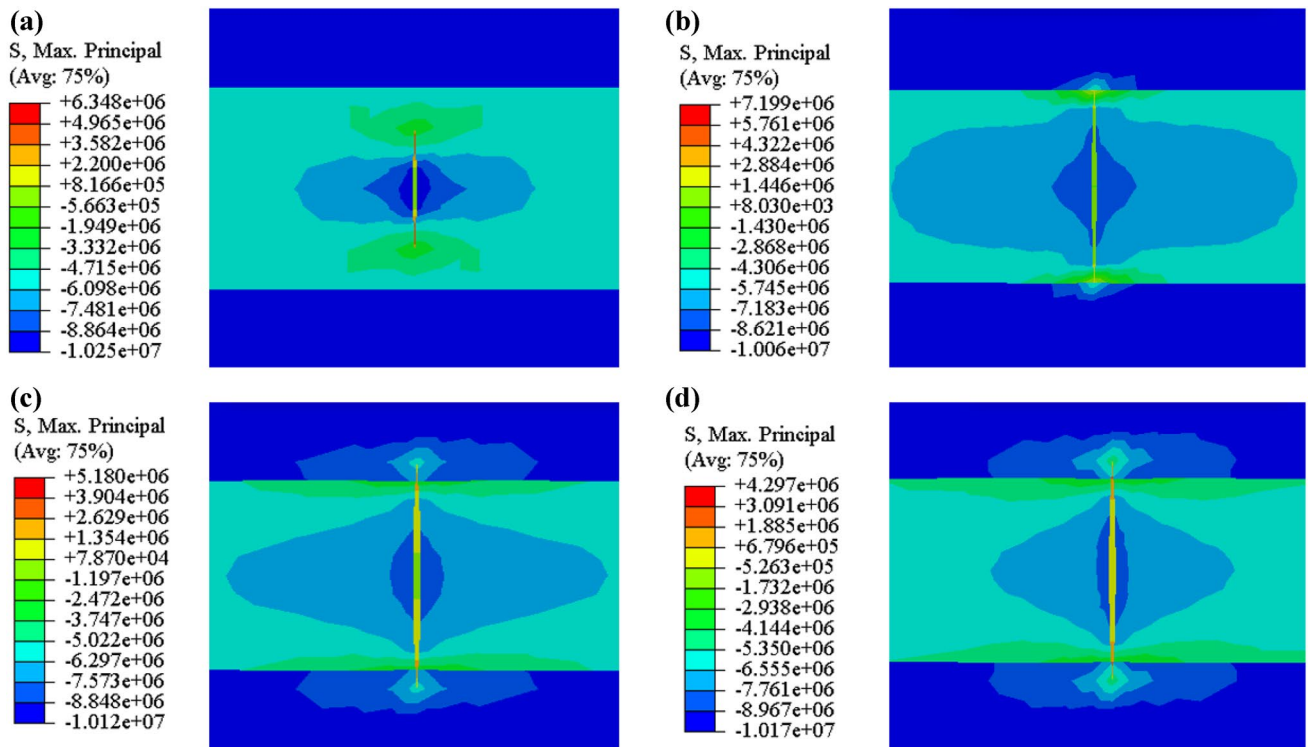 (a)
S, Max. Principal
(Avg: 75%)
+6.348e+06
+4.965e+06
+3.582e+06
+2.200e+06
+8.166e+05
-5.663e+05
-1.949e+06
-3.332e+06
-4.715e+06
-6.098e+06
-7.481e+06
-8.864e+06
-1.025e+07
(b)
S, Max. Principal
(Avg: 75%)
+7.199e+06
+5.761e+06
+4.322e+06
+2.884e+06
+1.446e+06
+8.030e+03
-1.430e+06
-2.868e+06
-4.306e+06
-5.745e+06
-7.183e+06
-8.621e+06
-1.006e+07
(c)
S, Max. Principal
(Avg: 75%)
+5.180e+06
+3.904e+06
+2.629e+06
+1.354e+06
+7.870e+04
-1.197e+06
-2.472e+06
-3.747e+06
-5.022e+06
-6.297e+06
-7.573e+06
-8.848e+06
-1.012e+07
(d)
S, Max. Principal
(Avg: 75%)
+4.297e+06
+3.091e+06
+1.885e+06
+6.796e+05
-5.263e+05
-1.732e+06
-2.938e+06
-4.144e+06
-5.350e+06
-6.555e+06
-7.761e+06
-8.967e+06
-1.017e+07